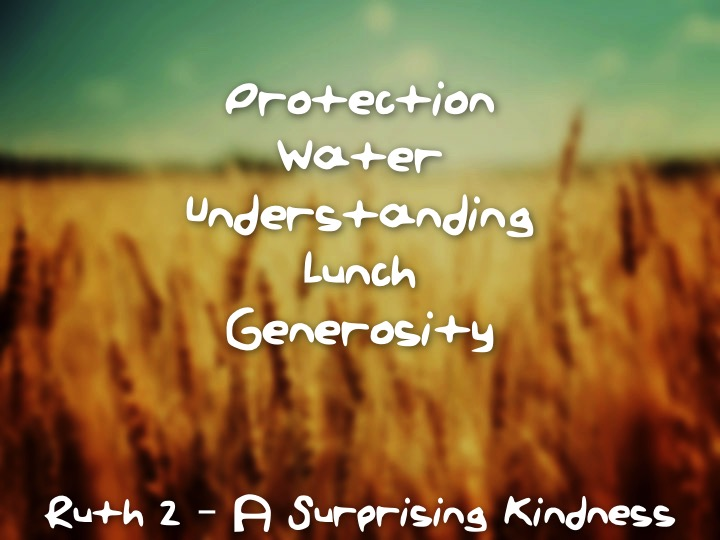 Protection
Water
Understanding
Lunch
Generosity
Ruth 2 - A Surprising Kindness